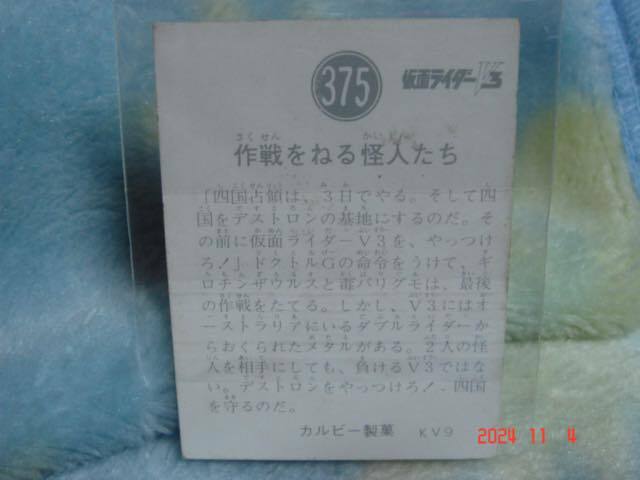 375
仮面ライダーV3
さくせん かいじん
作戦をねる怪人たち
「四国占領は、3日でやる。そして四
国をデストロンの基地にするのだ。そ
の前に仮面ライダーV3を、やっつけ
ろ!」ドクトルGの命令をうけて、ギ
ロチンザウルスと毒バリグモは、最後
の作戦をたてる。しかし、V3にはオ
ーストラリアにいるダブルライダーか
らおくられたメタルがある。2人の怪
人を相手にしても、負けるV3ではな
い。デストロンをやっつけろ!、四国
を守るのだ。
カルビー製菓 KV9
2024 11 4